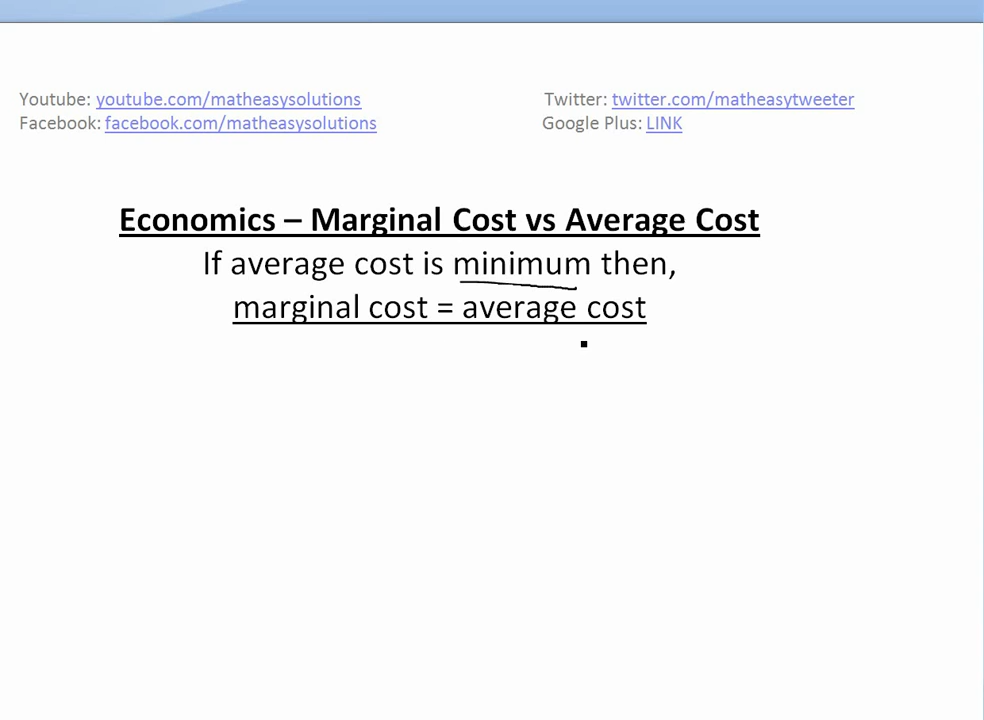 Youtube: youtube.com/matheasysolutions
Twitter: twitter.com/matheasytweeter
Facebook: facebook.com/matheasysolutions
Google Plus: LINK
Economics – Marginal Cost vs Average Cost
If average cost is minimum then,
marginal cost = average cost